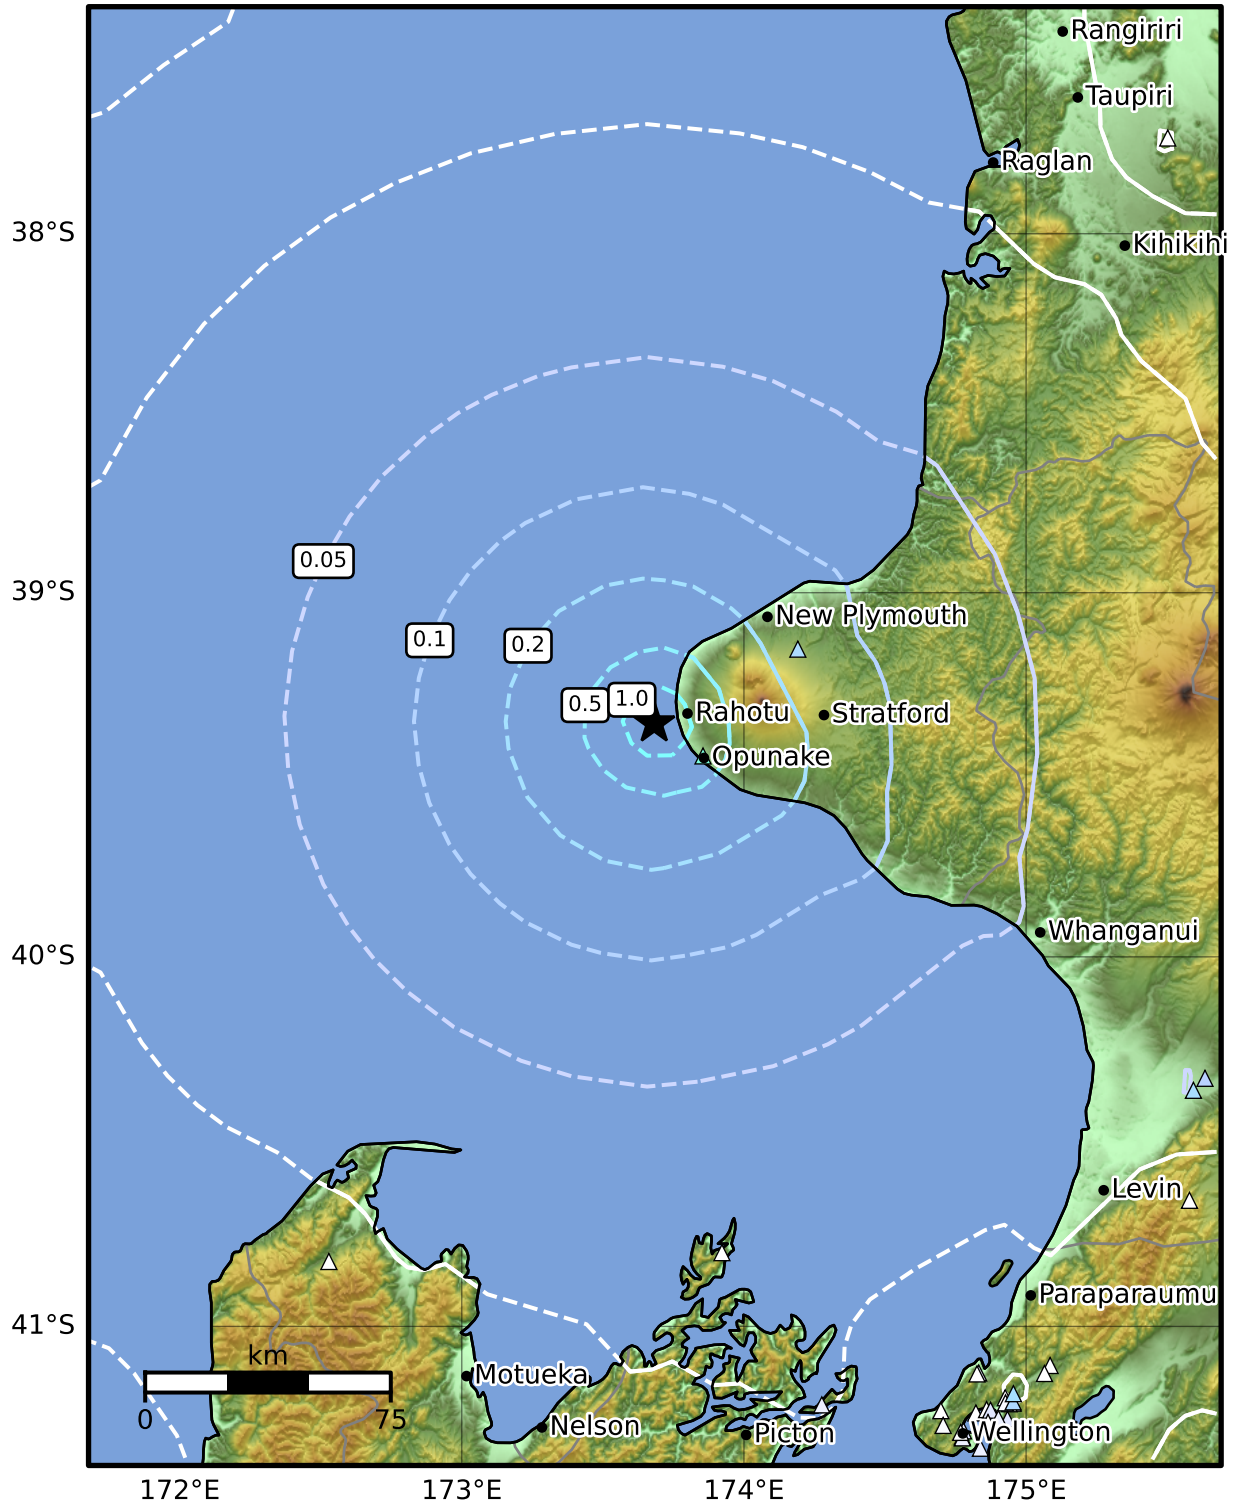 Rangiriri
Taupiri
Raglan
38°S
Kihikihi
0.05
39°S
New Plymouth
0.1
0.2
0.5
1.0
Rahotu
Stratford
Opunake
Whanganui
40°S
Levin
Paraparaumu
41°S
km
0
75
Motueka
Nelson
Picton
Wellington
172°E
173°E
174°E
175°E